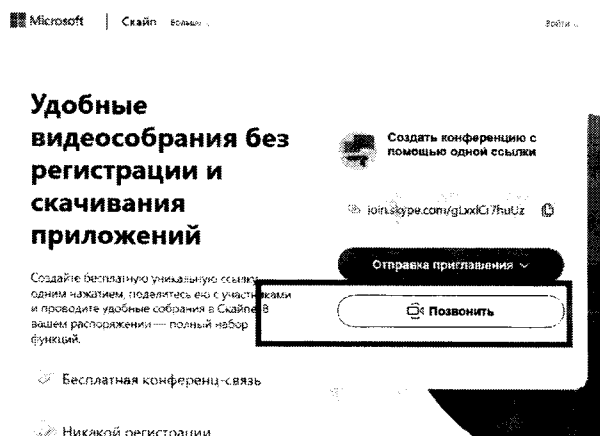 Microsoft | Скайп Больше
Войти
Удобные
видеособрания без
регистрации и
скачивания
приложений
Создайте бесплатную уникальную ссылку
одним нажатием, поделитесь ею с участниками
и проводите удобные собрания в Скайпе. В
вашем распоряжении — полный набор
функций.
Бесплатная конференц-связь
Никакой регистрации
Создать конференцию с
помощью одной ссылки
join.skype.com/
Отправка приглашения
Позвонить